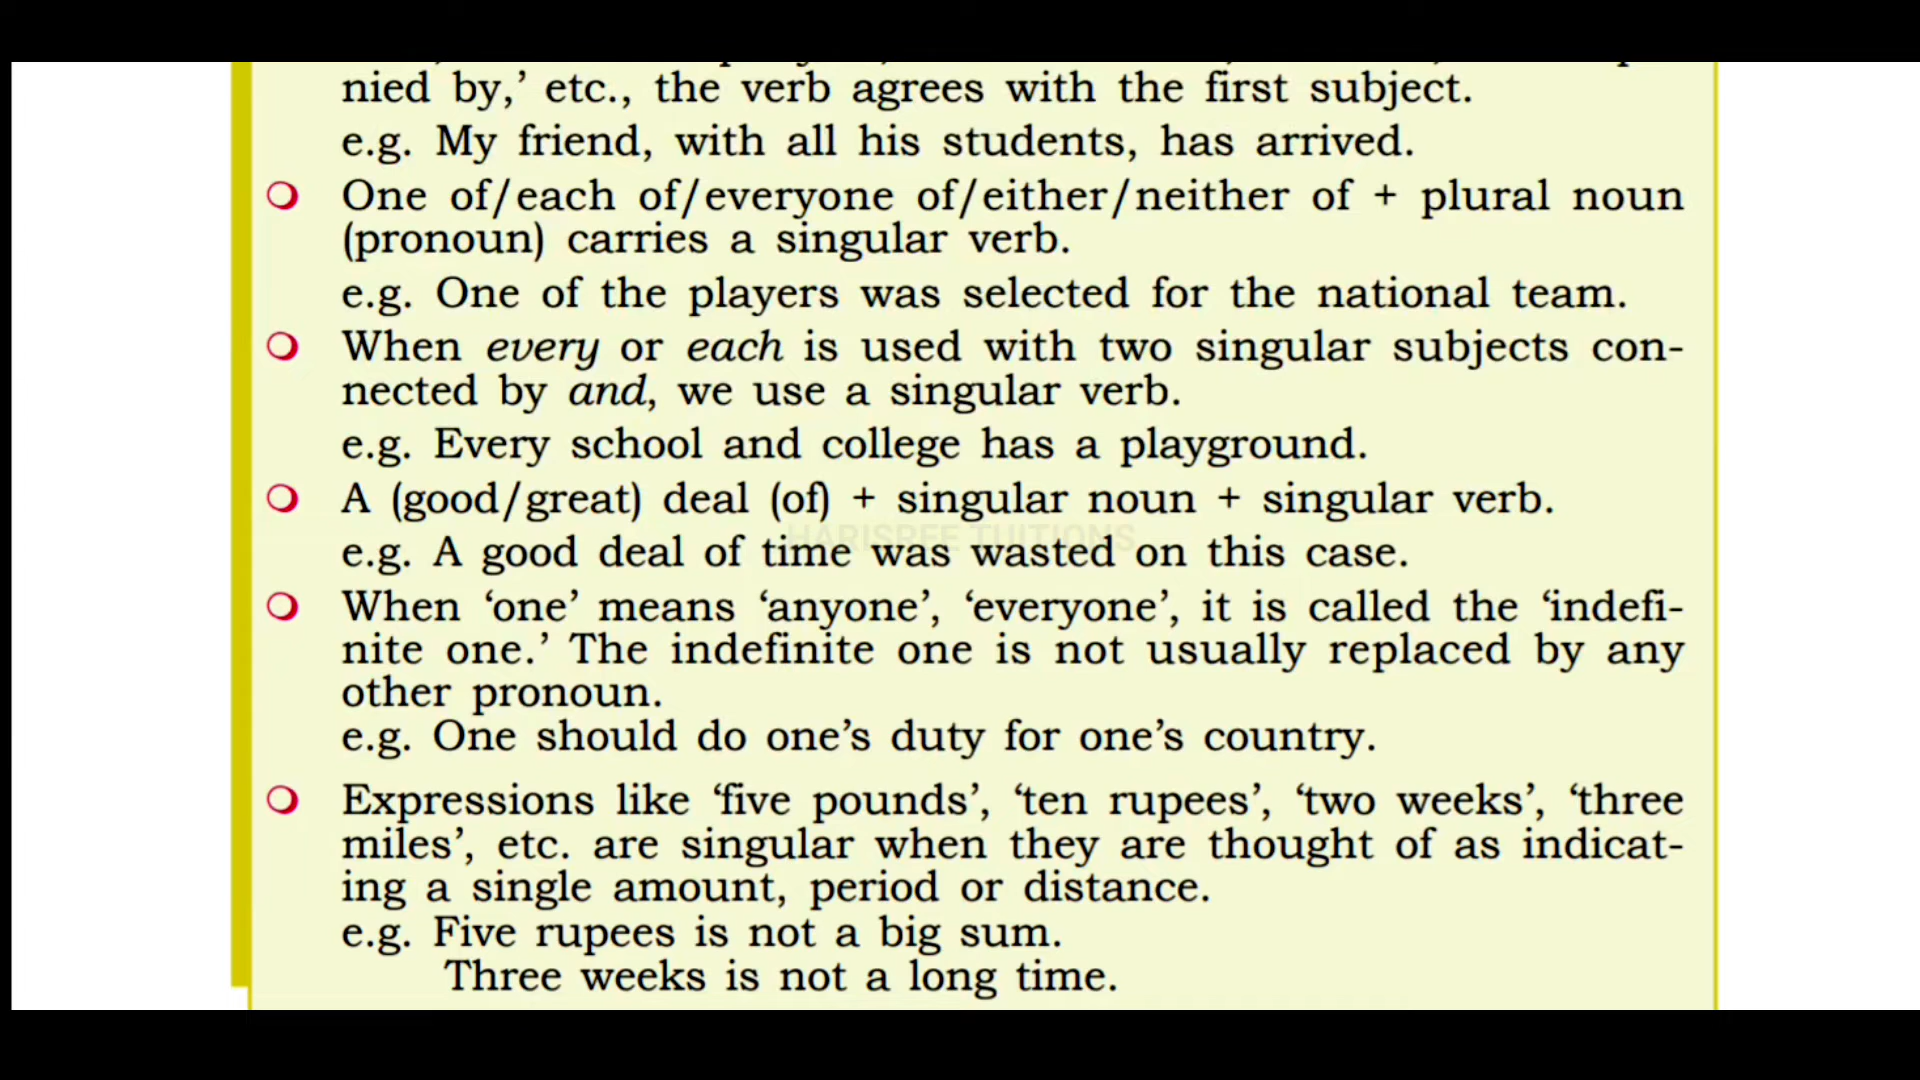 nied by,’ etc., the verb agrees with the first subject.
e.g. My friend, with all his students, has arrived.
One of/each of/everyone of/either/neither of + plural noun
(pronoun) carries a singular verb.
e.g. One of the players was selected for the national team.
When every or each is used with two singular subjects con-
nected by and, we use a singular verb.
e.g. Every school and college has a playground.
A (good/great) deal (of) + singular noun + singular verb.
HARISREE TUITIONS
e.g. A good deal of time was wasted on this case.
When ‘one’ means ‘anyone’, ‘everyone’, it is called the ‘indefi-
nite one.’ The indefinite one is not usually replaced by any
other pronoun.
e.g. One should do one’s duty for one’s country.
Expressions like ‘five pounds’, ‘ten rupees’, ‘two weeks’, ‘three
miles’, etc. are singular when they are thought of as indicat-
ing a single amount, period or distance.
e.g. Five rupees is not a big sum.
Three weeks is not a long time.